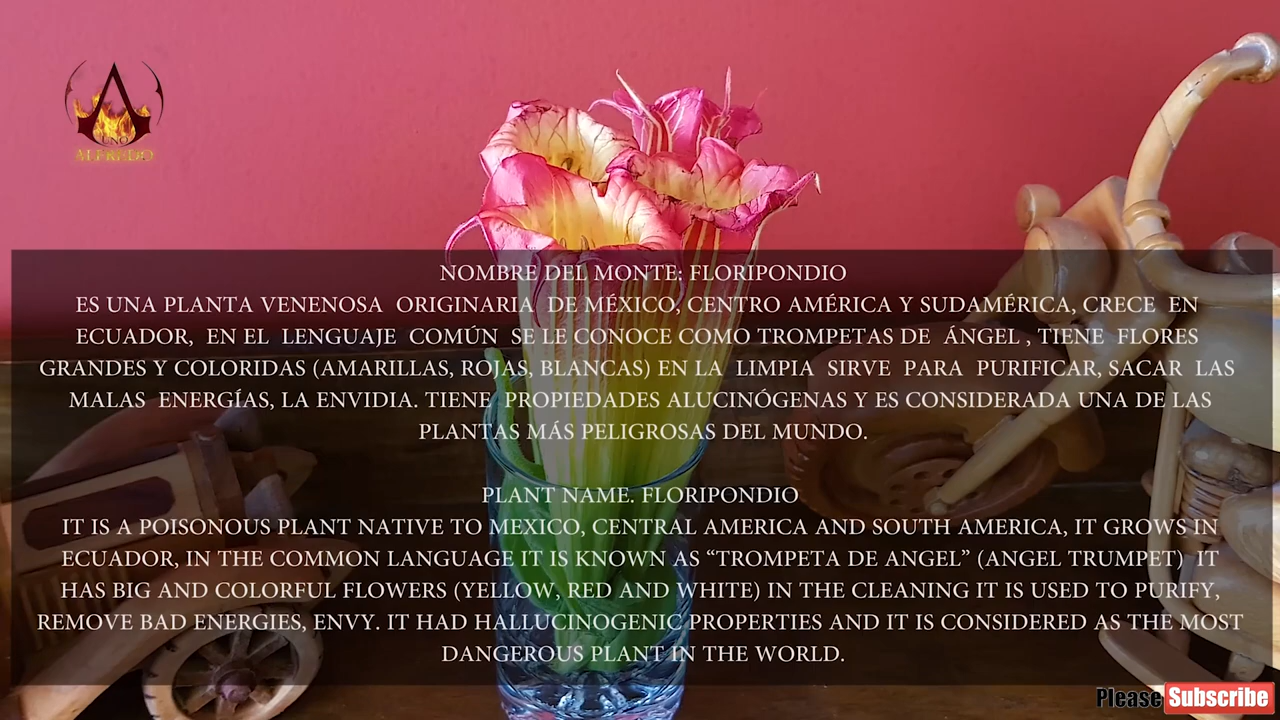 UNO
ALFREDO
NOMBRE DEL MONTE: FLORIPONDIO
ES UNA PLANTA VENENOSA ORIGINARIA DE MÉXICO, CENTRO AMÉRICA Y SUDAMÉRICA, CRECE EN
ECUADOR, EN EL LENGUAJE COMÚN SE LE CONOCE COMO TROMPETAS DE ÁNGEL , TIENE FLORES
GRANDES Y COLORIDAS (AMARILLAS, ROJAS, BLANCAS) EN LA LIMPIA SIRVE PARA PURIFICAR, SACAR LAS
MALAS ENERGÍAS, LA ENVIDIA. TIENE PROPIEDADES ALUCINÓGENAS Y ES CONSIDERADA UNA DE LAS
PLANTAS MÁS PELIGROSAS DEL MUNDO.
PLANT NAME. FLORIPONDIO
IT IS A POISONOUS PLANT NATIVE TO MEXICO, CENTRAL AMERICA AND SOUTH AMERICA, IT GROWS IN
ECUADOR, IN THE COMMON LANGUAGE IT IS KNOWN AS “TROMPETA DE ANGEL” (ANGEL TRUMPET) IT
HAS BIG AND COLORFUL FLOWERS (YELLOW, RED AND WHITE) IN THE CLEANING IT IS USED TO PURIFY,
REMOVE BAD ENERGIES, ENVY. IT HAD HALLUCINOGENIC PROPERTIES AND IT IS CONSIDERED AS THE MOST
DANGEROUS PLANT IN THE WORLD.
Please Subscribe